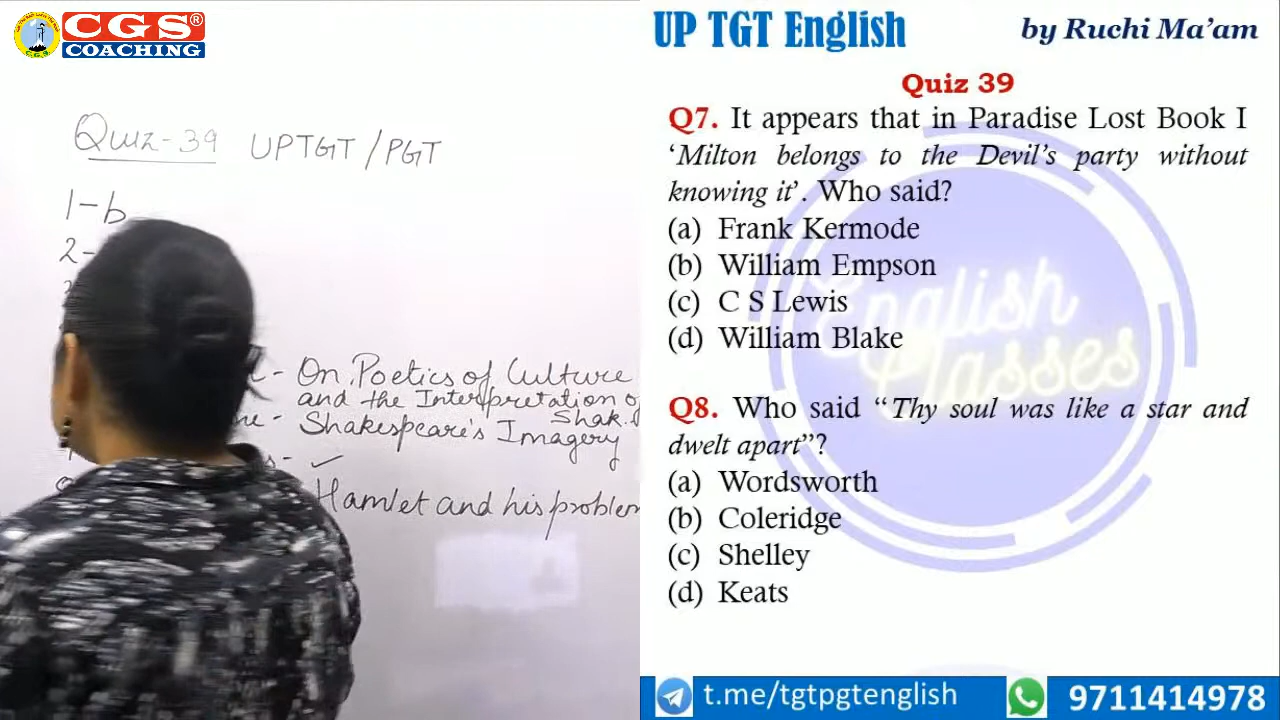 CGS®
COACHING
Quiz-39 UPTGT/PGT
1-b
2-
- On Poetics of Culture
and the Interpretation of
Shak.
- Shakespeare's Imagery
Hamlet and his problem
UP TGT English
by Ruchi Ma'am
Quiz 39
Q7. It appears that in Paradise Lost Book I
‘Milton belongs to the Devil's party without
knowing it’. Who said?
(a) Frank Kermode
(b) William Empson
(c) C S Lewis
(d) William Blake
Q8. Who said “Thy soul was like a star and
dwelt apart”?
(a) Wordsworth
(b) Coleridge
(c) Shelley
(d) Keats
English
Classes
t.me/tgtpgtenglish
9711414978